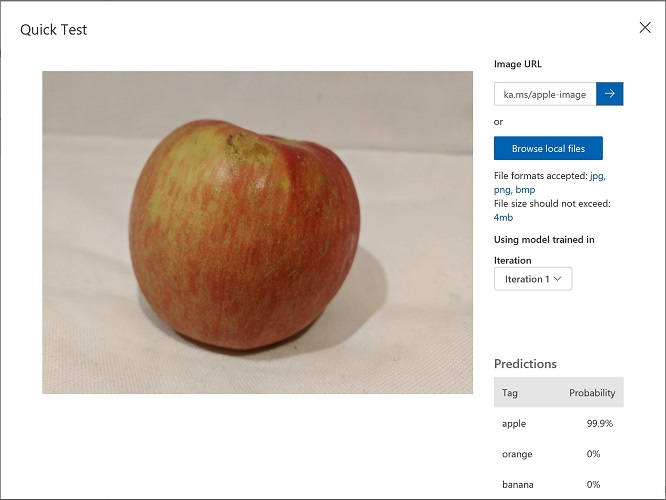 Quick Test
Image URL
ka.ms/apple-image
or
Browse local files
File formats accepted: jpg,
png, bmp
File size should not exceed:
4mb
Using model trained in
Iteration
Iteration 1
Predictions
Tag Probability
apple 99.9%
orange 0%
banana 0%